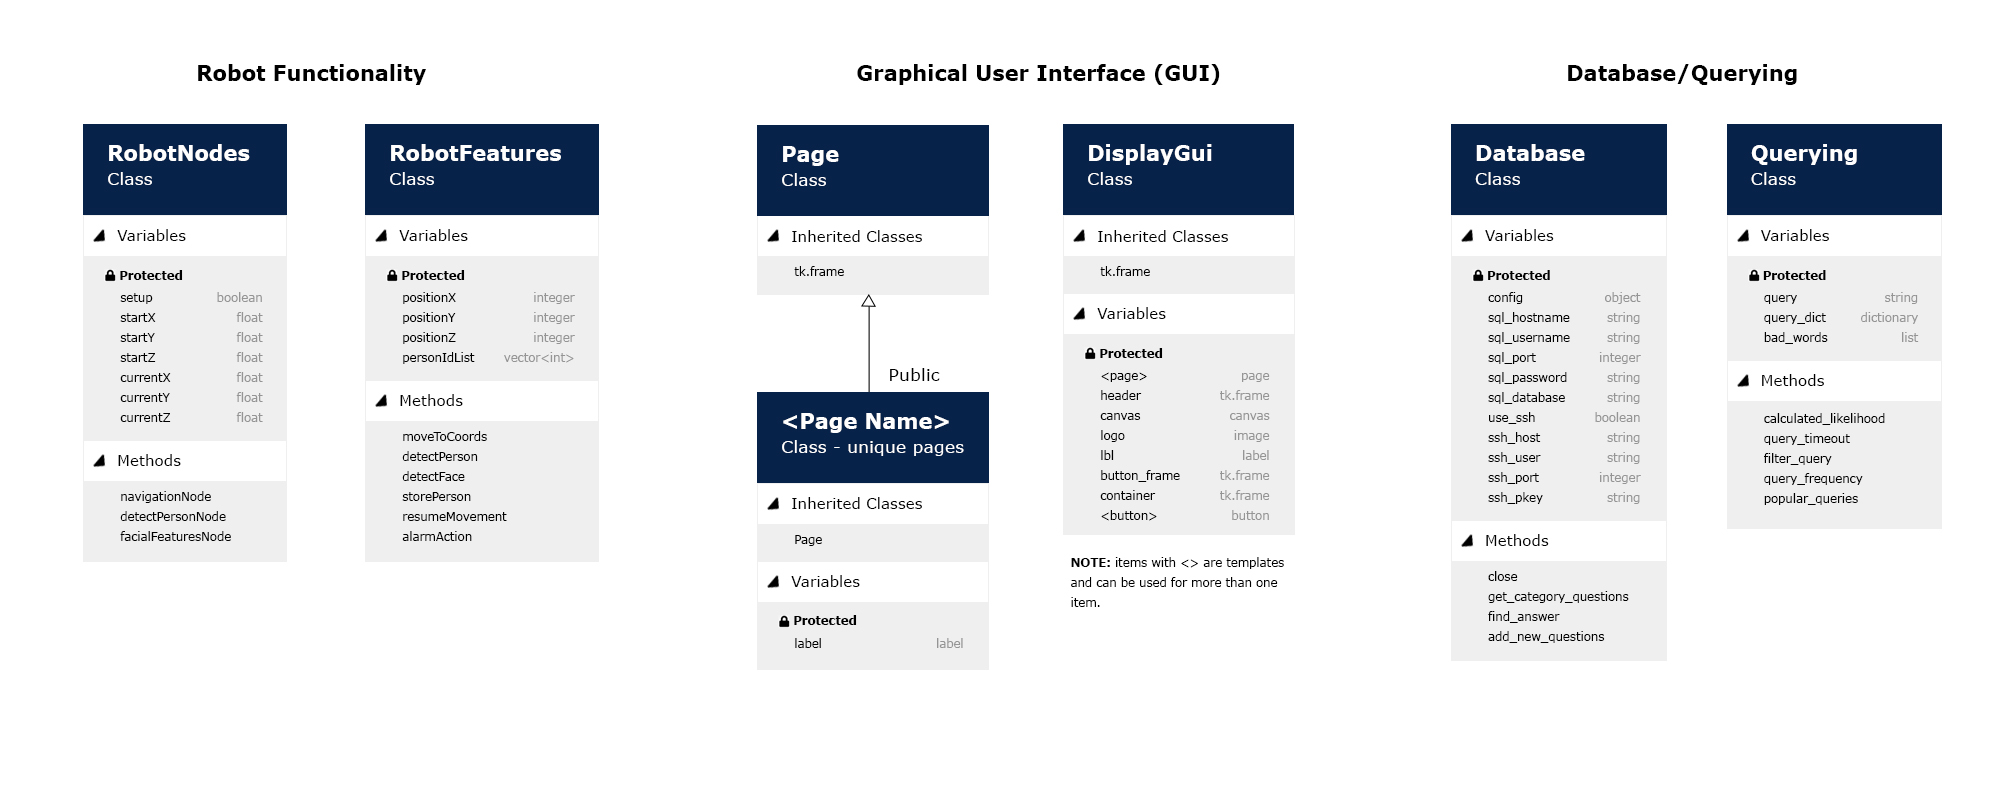 Robot Functionality
RobotNodes
Class
Variables
Protected
setup boolean
startX float
startY float
startZ float
currentX float
currentY float
currentZ float
Methods
navigationNode
detectPersonNode
facialFeaturesNode
RobotFeatures
Class
Variables
Protected
positionX integer
positionY integer
positionZ integer
personIdList vector<int>
Methods
moveToCoords
detectPerson
detectFace
storePerson
resumeMovement
alarmAction
Graphical User Interface (GUI)
Page
Class
Inherited Classes
tk.frame
Public
<Page Name>
Class - unique pages
Inherited Classes
Page
Variables
Protected
label label
DisplayGui
Class
Inherited Classes
tk.frame
Variables
Protected
<page> page
header tk.frame
canvas canvas
logo image
lbl label
button_frame tk.frame
container tk.frame
<button> button
NOTE: items with <> are templates
and can be used for more than one
item.
Database/Querying
Database
Class
Variables
Protected
config object
sql_hostname string
sql_username string
sql_port integer
sql_password string
sql_database string
use_ssh boolean
ssh_host string
ssh_user string
ssh_port integer
ssh_pkey string
Methods
close
get_category_questions
find_answer
add_new_questions
Querying
Class
Variables
Protected
query string
query_dict dictionary
bad_words list
Methods
calculated_likelihood
query_timeout
filter_query
query_frequency
popular_queries